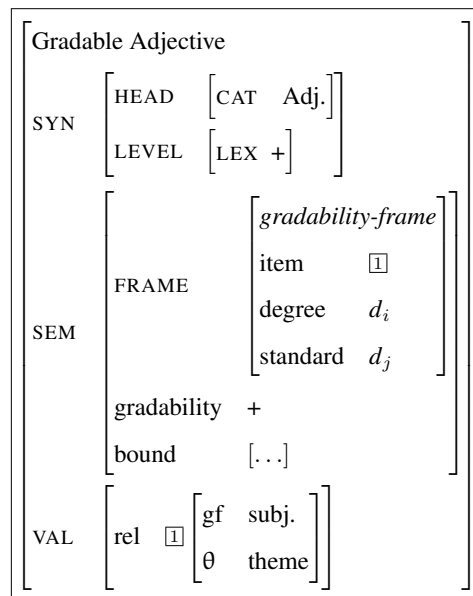 Gradable Adjective
SYN [HEAD [CAT Adj.]
LEVEL [LEX +]]
SEM [FRAME [gradability-frame
item 1
degree d_i
standard d_j]
gradability +
bound [...]]
VAL [rel 1 [gf subj.
θ theme]]